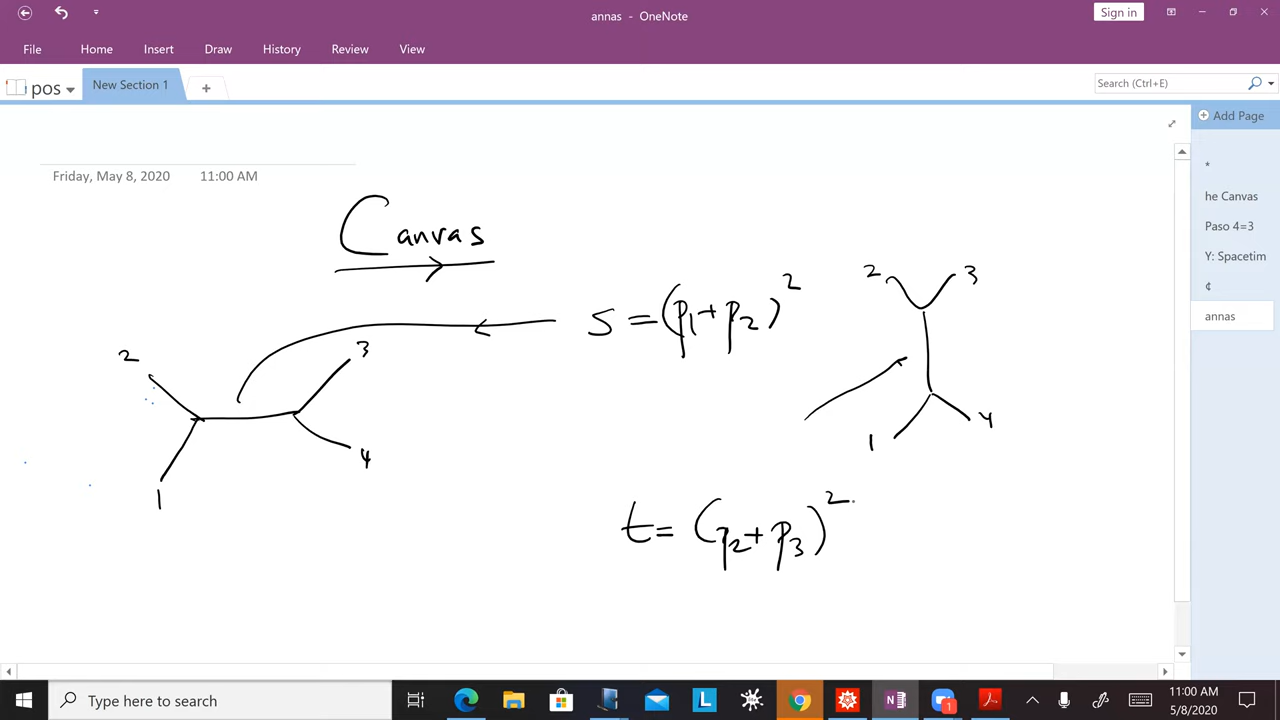 annas - OneNote
Sign in
File Home Insert Draw History Review View
pos New Section 1 + Search (Ctrl+E)
Add Page
*
he Canvas
Paso 4=3
Y: Spacetim
¢
annas
Friday, May 8, 2020 11:00 AM
Canvas
s = (p1+p2)^2
2 3
1 4
2 3
1 4
t = (p2+p3)^2
Type here to search
L
N
1
11:00 AM
5/8/2020